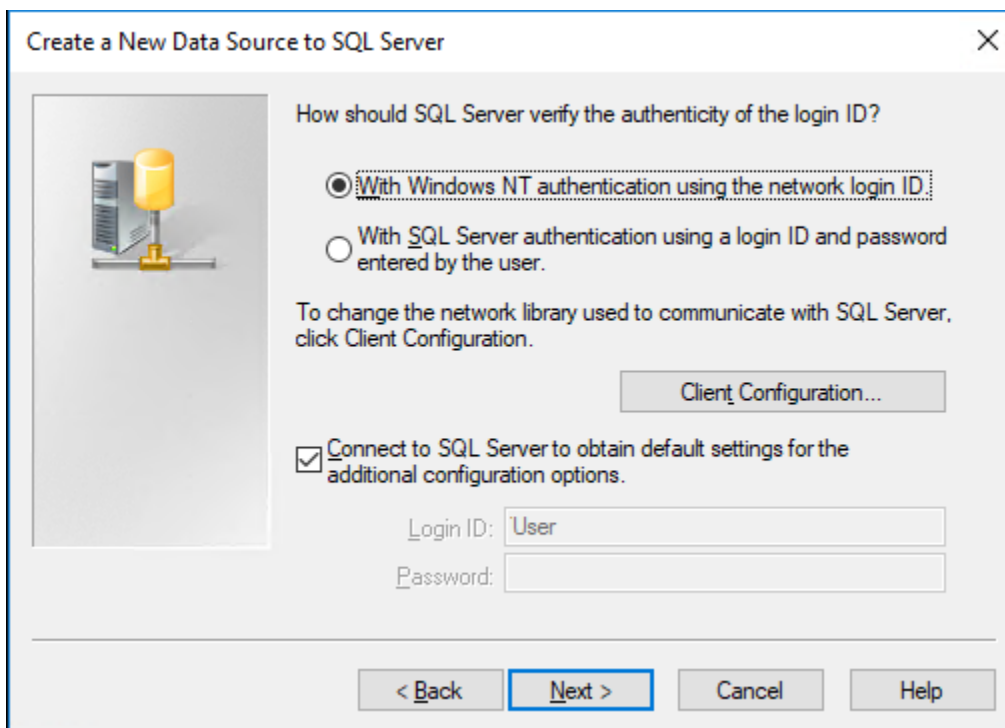 Create a New Data Source to SQL Server
How should SQL Server verify the authenticity of the login ID?
With Windows NT authentication using the network login ID.
With SQL Server authentication using a login ID and password
entered by the user.
To change the network library used to communicate with SQL Server,
click Client Configuration.
Client Configuration...
Connect to SQL Server to obtain default settings for the
additional configuration options.
Login ID: User
Password:
< Back Next > Cancel Help